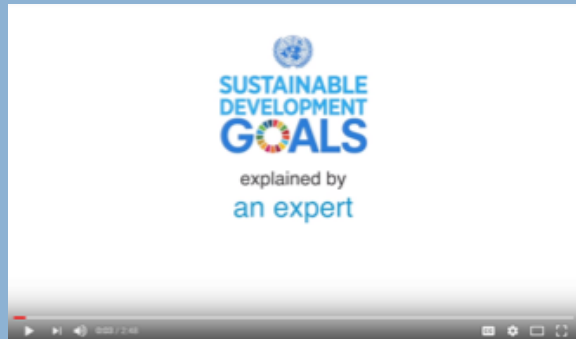 SUSTAINABLE
DEVELOPMENT
GOALS
explained by
an expert